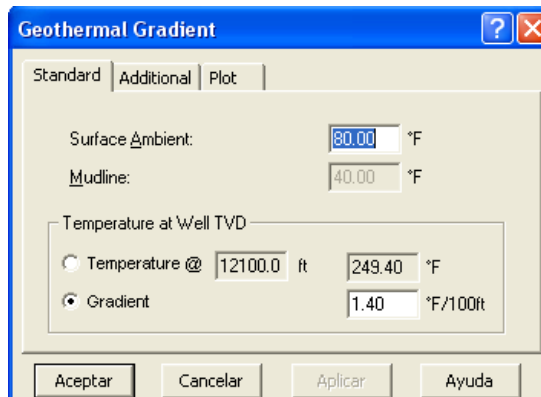 Geothermal Gradient
Standard Additional Plot
Surface Ambient: 80.00 °F
Mudline: 40.00 °F
Temperature at Well TVD
Temperature @ 12100.0 ft 249.40 °F
Gradient 1.40 °F/100ft
Aceptar Cancelar Aplicar Ayuda